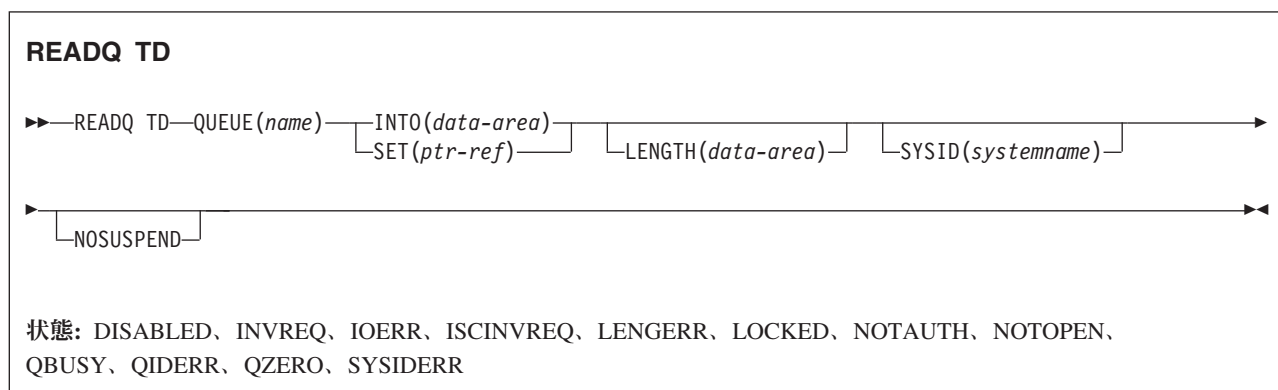 READQ TD
READQ TD QUEUE(name) INTO(data-area)
SET(ptr-ref) LENGTH(data-area) SYSID(systemname)
NOSUSPEND
状態: DISABLED、INVREQ、IOERR、ISCINVREQ、LENGERR、LOCKED、NOTAUTH、NOTOPEN、
QBUSY、QIDERR、QZERO、SYSIDERR